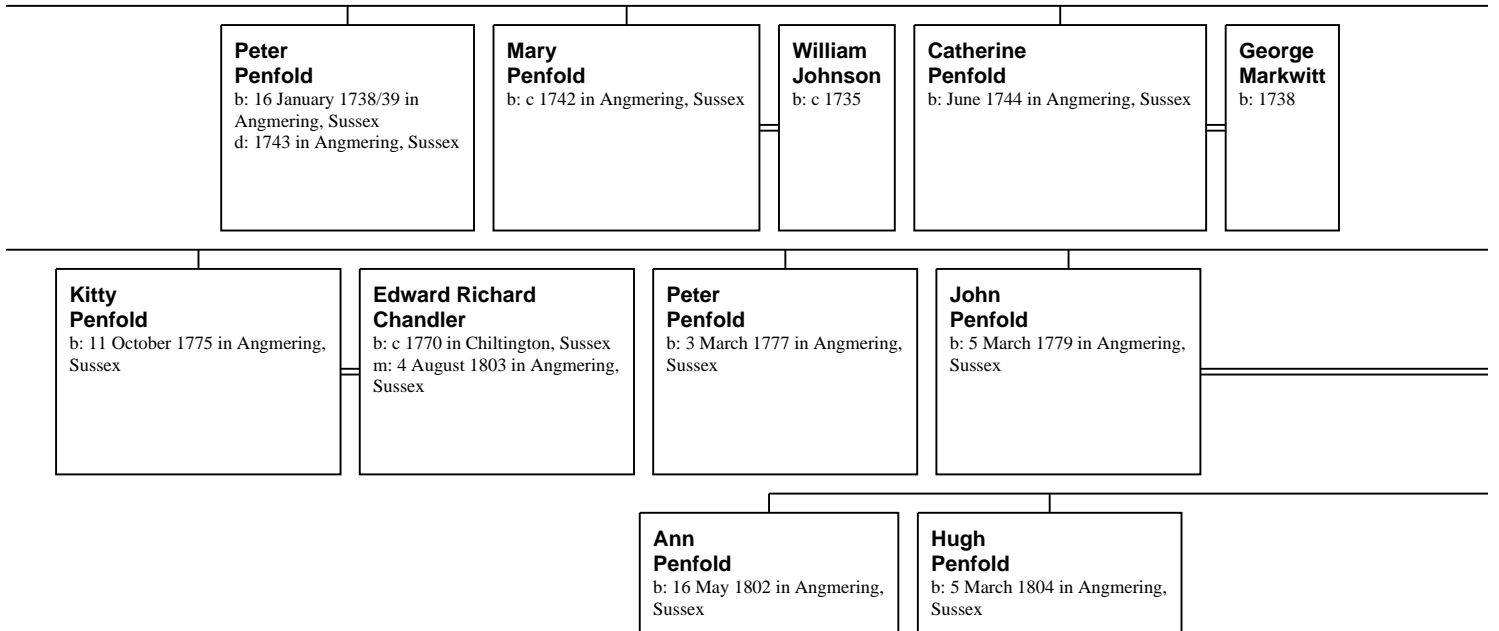 Peter
Penfold
b: 16 January 1738/39 in
Angmering, Sussex
d: 1743 in Angmering, Sussex
Mary
Penfold
b: c 1742 in Angmering, Sussex
William
Johnson
b: c 1735
Catherine
Penfold
b: June 1744 in Angmering, Sussex
George
Markwitt
b: 1738
Kitty
Penfold
b: 11 October 1775 in Angmering,
Sussex
Edward Richard
Chandler
b: c 1770 in Chiltington, Sussex
m: 4 August 1803 in Angmering,
Sussex
Peter
Penfold
b: 3 March 1777 in Angmering,
Sussex
John
Penfold
b: 5 March 1779 in Angmering,
Sussex
Ann
Penfold
b: 16 May 1802 in Angmering,
Sussex
Hugh
Penfold
b: 5 March 1804 in Angmering,
Sussex